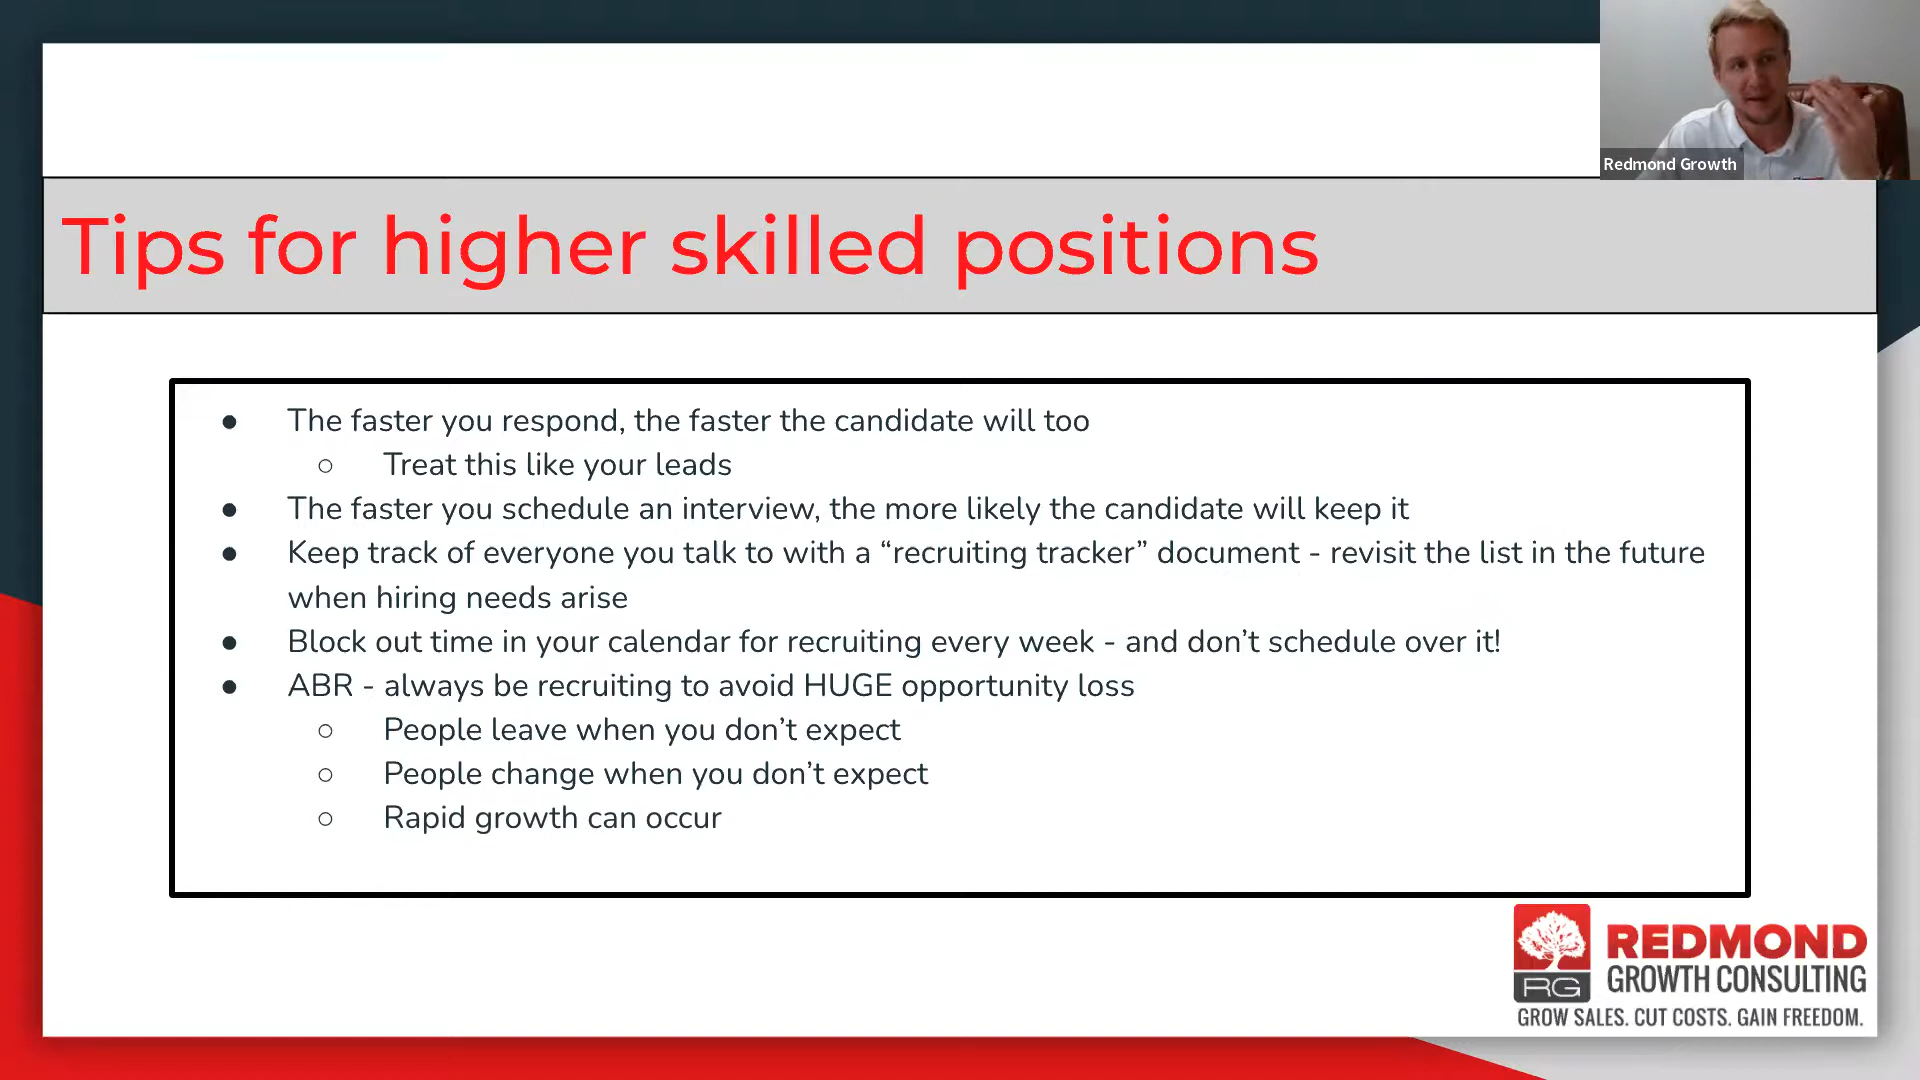 Redmond Growth
Tips for higher skilled positions
● The faster you respond, the faster the candidate will too
○ Treat this like your leads
● The faster you schedule an interview, the more likely the candidate will keep it
● Keep track of everyone you talk to with a “recruiting tracker” document - revisit the list in the future
when hiring needs arise
● Block out time in your calendar for recruiting every week - and don’t schedule over it!
● ABR - always be recruiting to avoid HUGE opportunity loss
○ People leave when you don’t expect
○ People change when you don’t expect
○ Rapid growth can occur
RG
REDMOND
GROWTH CONSULTING
GROW SALES. CUT COSTS. GAIN FREEDOM.